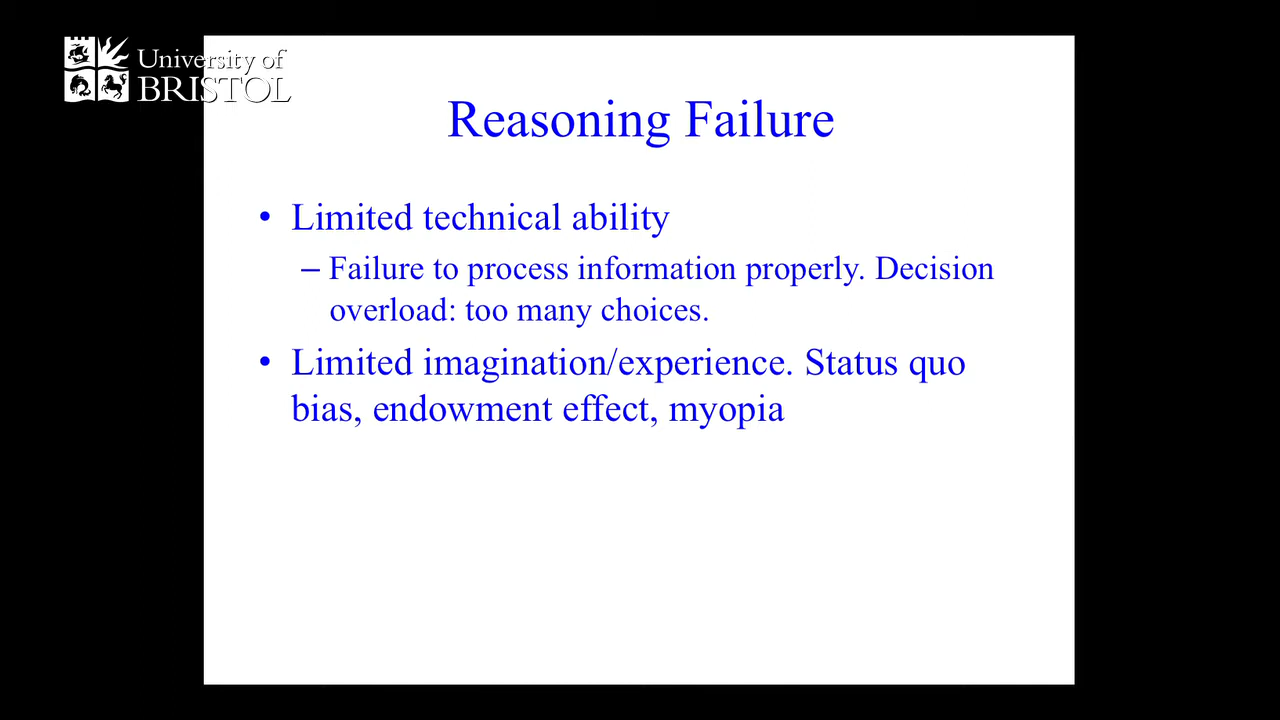 University of
BRISTOL
Reasoning Failure
• Limited technical ability
– Failure to process information properly. Decision
overload: too many choices.
• Limited imagination/experience. Status quo
bias, endowment effect, myopia